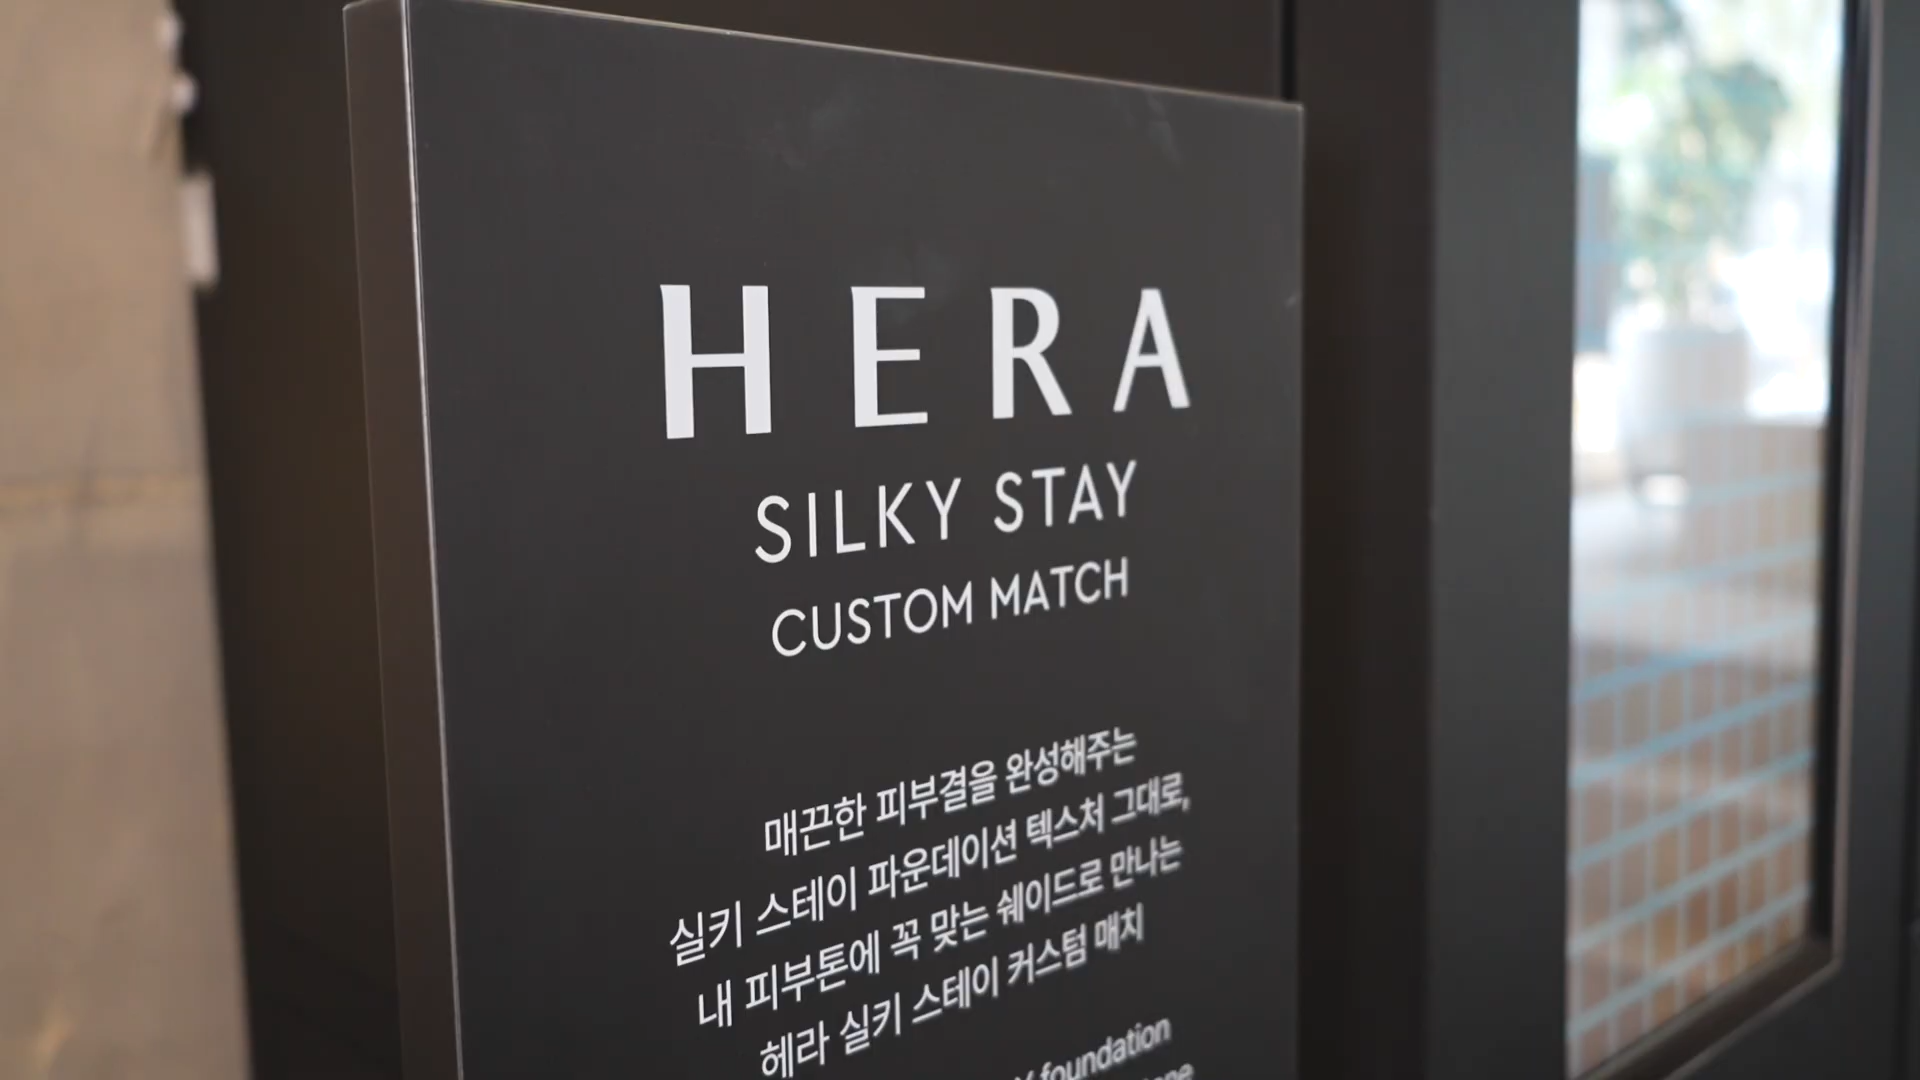 HERA
SILKY STAY
CUSTOM MATCH
매끈한 피부결을 완성해주는
실키 스테이 파운데이션 텍스처 그대로,
내 피부톤에 꼭 맞는 쉐이드로 만나는
헤라 실키 스테이 커스텀 매치
foundation